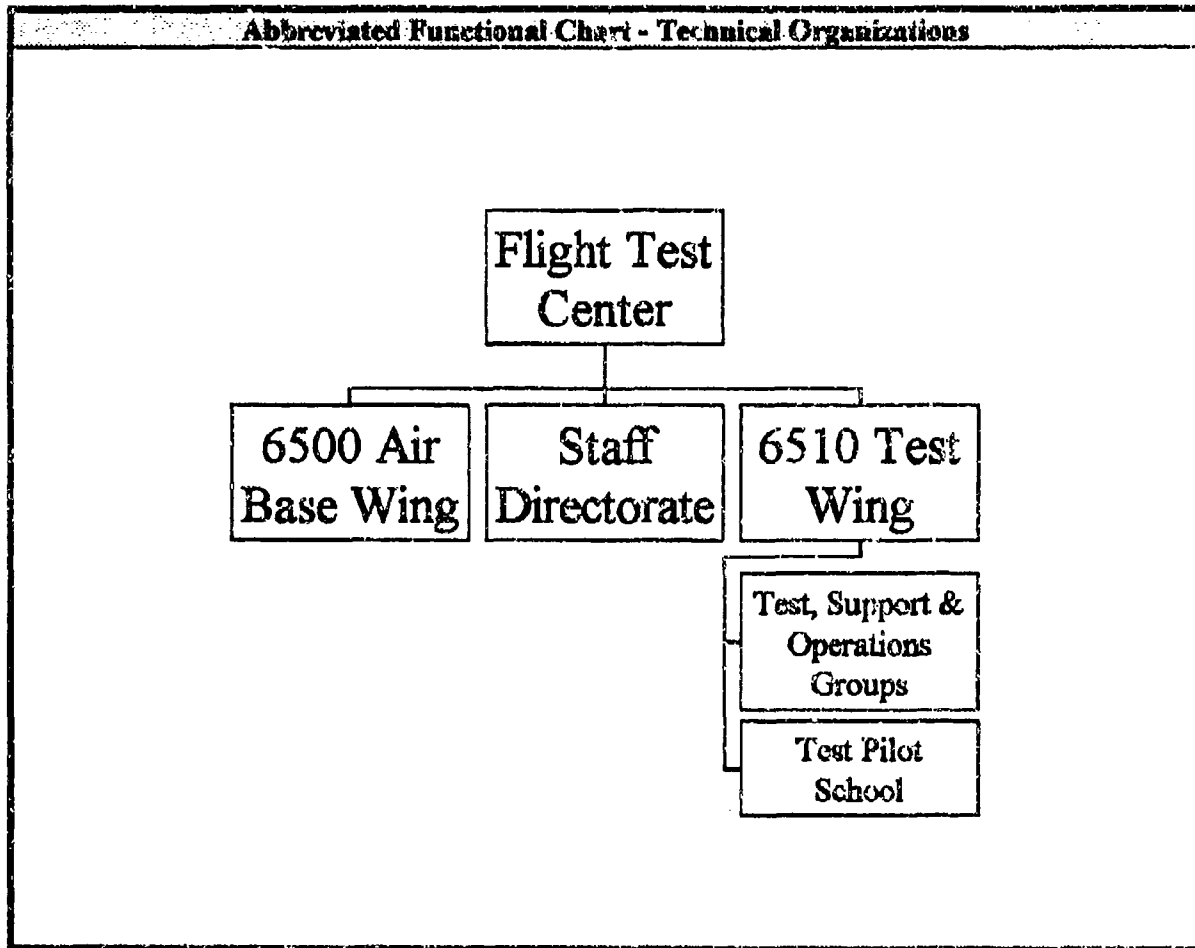 Abbreviated Functional Chart - Technical Organizations
Flight Test
Center
6500 Air
Base Wing
Staff
Directorate
6510 Test
Wing
Test, Support &
Operations
Groups
Test Pilot
School